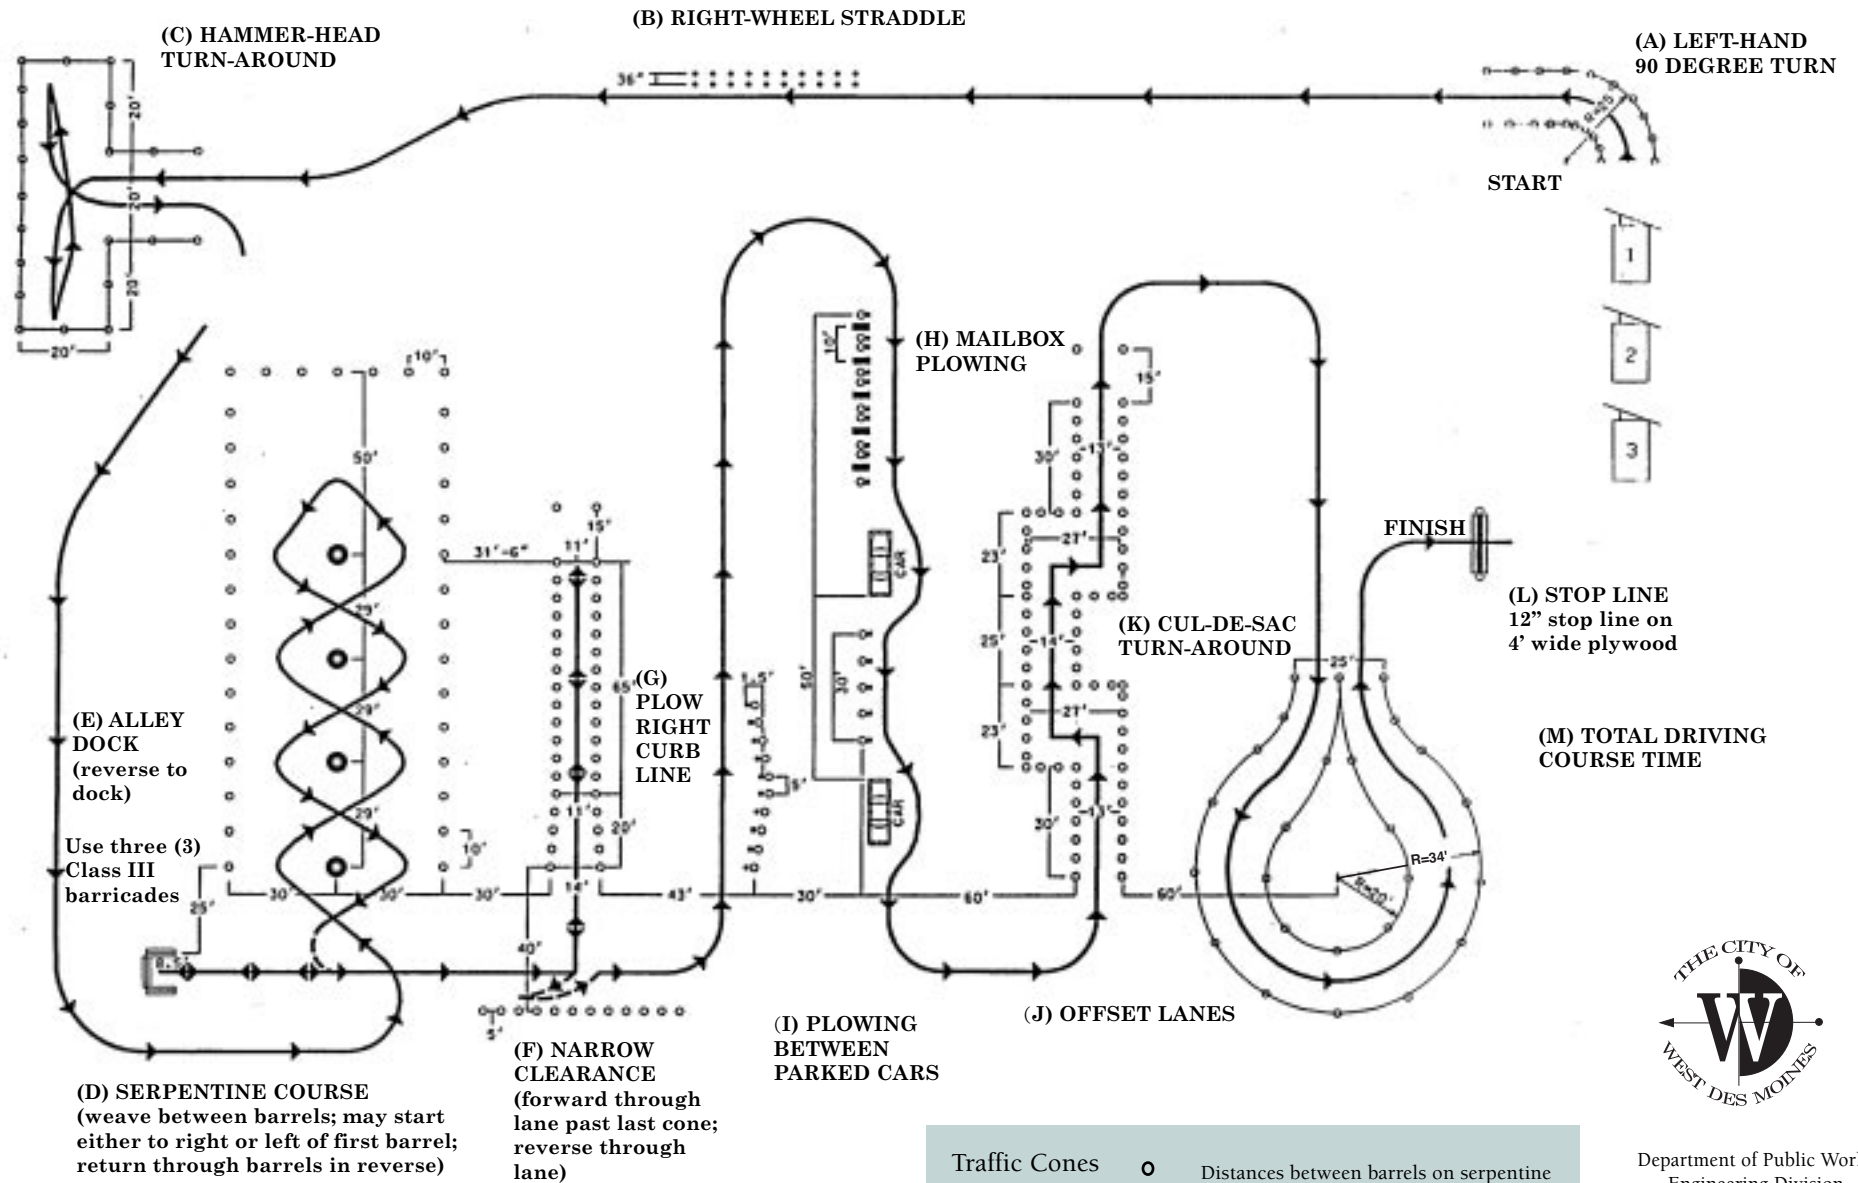 (B) RIGHT-WHEEL STRADDLE
(C) HAMMER-HEAD
TURN-AROUND
(A) LEFT-HAND
90 DEGREE TURN
36"
R=25'
START
20'
20'
20'
20'
1
2
3
10'
50'
29'
29'
29'
31'-6"
11'
15'
65'
11'
20'
14'
40'
10'
25'
30'
30'
30'
43'
30'
60'
60'
8.5'
5'
(E) ALLEY
DOCK
(reverse to
dock)
Use three (3)
Class III
barricades
(G)
PLOW
RIGHT
CURB
LINE
5'
(H) MAILBOX
PLOWING
10'
CAR
50'
30'
CAR
15'
30'
13'
27'
23'
25'
14'
27'
23'
30'
13'
(K) CUL-DE-SAC
TURN-AROUND
25'
R=34'
R=20'
FINISH
(L) STOP LINE
12” stop line on
4' wide plywood
(M) TOTAL DRIVING
COURSE TIME
(D) SERPENTINE COURSE
(weave between barrels; may start
either to right or left of first barrel;
return through barrels in reverse)
(F) NARROW
CLEARANCE
(forward through
lane past last cone;
reverse through
lane)
(I) PLOWING
BETWEEN
PARKED CARS
(J) OFFSET LANES
THE CITY OF
W
WEST DES MOINES
Traffic Cones
Distances between barrels on serpentine
Department of Public Wor
Engineering Division